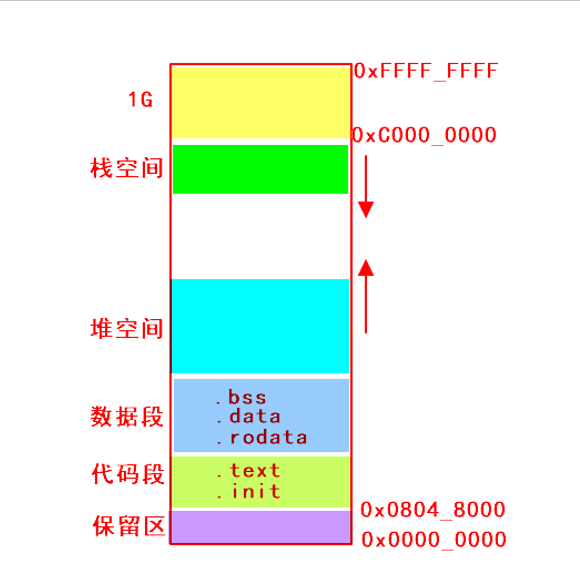 0xFFFF_FFFF
1G
0xC000_0000
栈空间
堆空间
.bss
数据段
.data
.rodata
代码段
.text
.init
0x0804_8000
保留区
0x0000_0000